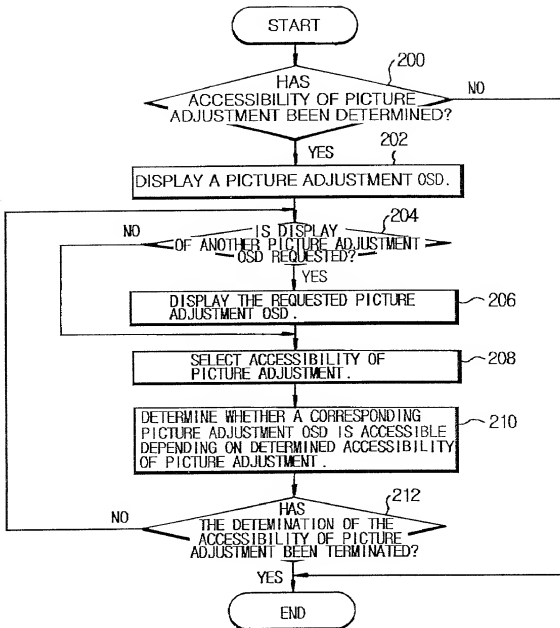 START
200
HAS
ACCESSIBILITY OF PICTURE
ADJUSTMENT BEEN DETERMINED?
NO
YES
202
DISPLAY A PICTURE ADJUSTMENT OSD.
204
NO
IS DISPLAY
OF ANOTHER PICTURE ADJUSTMENT
OSD REQUESTED?
YES
DISPLAY THE REQUESTED PICTURE
ADJUSTMENT OSD.
206
SELECT ACCESSIBILITY OF
PICTURE ADJUSTMENT.
208
DETERMINE WHETHER A CORRESPONDING
PICTURE ADJUSTMENT OSD IS ACCESSIBLE
DEPENDING ON DETERMINED ACCESSIBILITY
OF PICTURE ADJUSTMENT.
210
212
HAS
THE DETEMINATION OF THE
ACCESSIBILITY OF PICTURE
ADJUSTMENT BEEN TERMINATED?
NO
YES
END